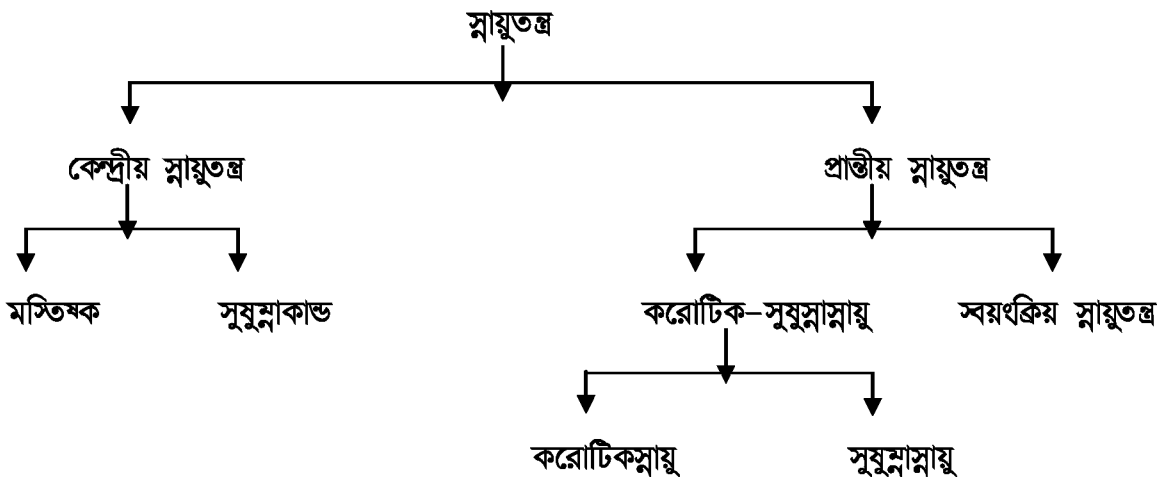 স্নায়ুতন্ত্র
কেন্দ্রীয় স্নায়ুতন্ত্র প্রান্তীয় স্নায়ুতন্ত্র
মস্তিষ্ক সুষুম্নাকান্ড করোটিক-সুষুস্নাস্নায়ু স্বয়ংক্রিয় স্নায়ুতন্ত্র
করোটিকস্নায়ু সুষুম্নাস্নায়ু